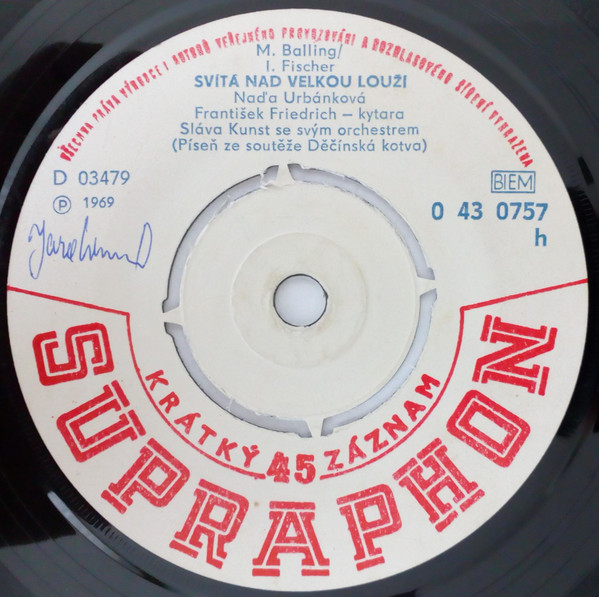 VŠECHNA PRÁVA VÝROBCE I AUTORŮ VEŘEJNÉHO PROVOZOVÁNÍ A ROZHLASOVÉHO ŠÍŘENÍ VYHRAŽENA
M. Balling/
I. Fischer
SVÍTÁ NAD VELKOU LOUŽÍ
Naďa Urbánková
František Friedrich – kytara
Sláva Kunst se svým orchestrem
(Píseň ze soutěže Děčínská kotva)
D 03479
BIEM
Ⓟ 1969
0 43 0757
h
KRÁTKÝ 45 ZÁZNAM
SUPRAPHON